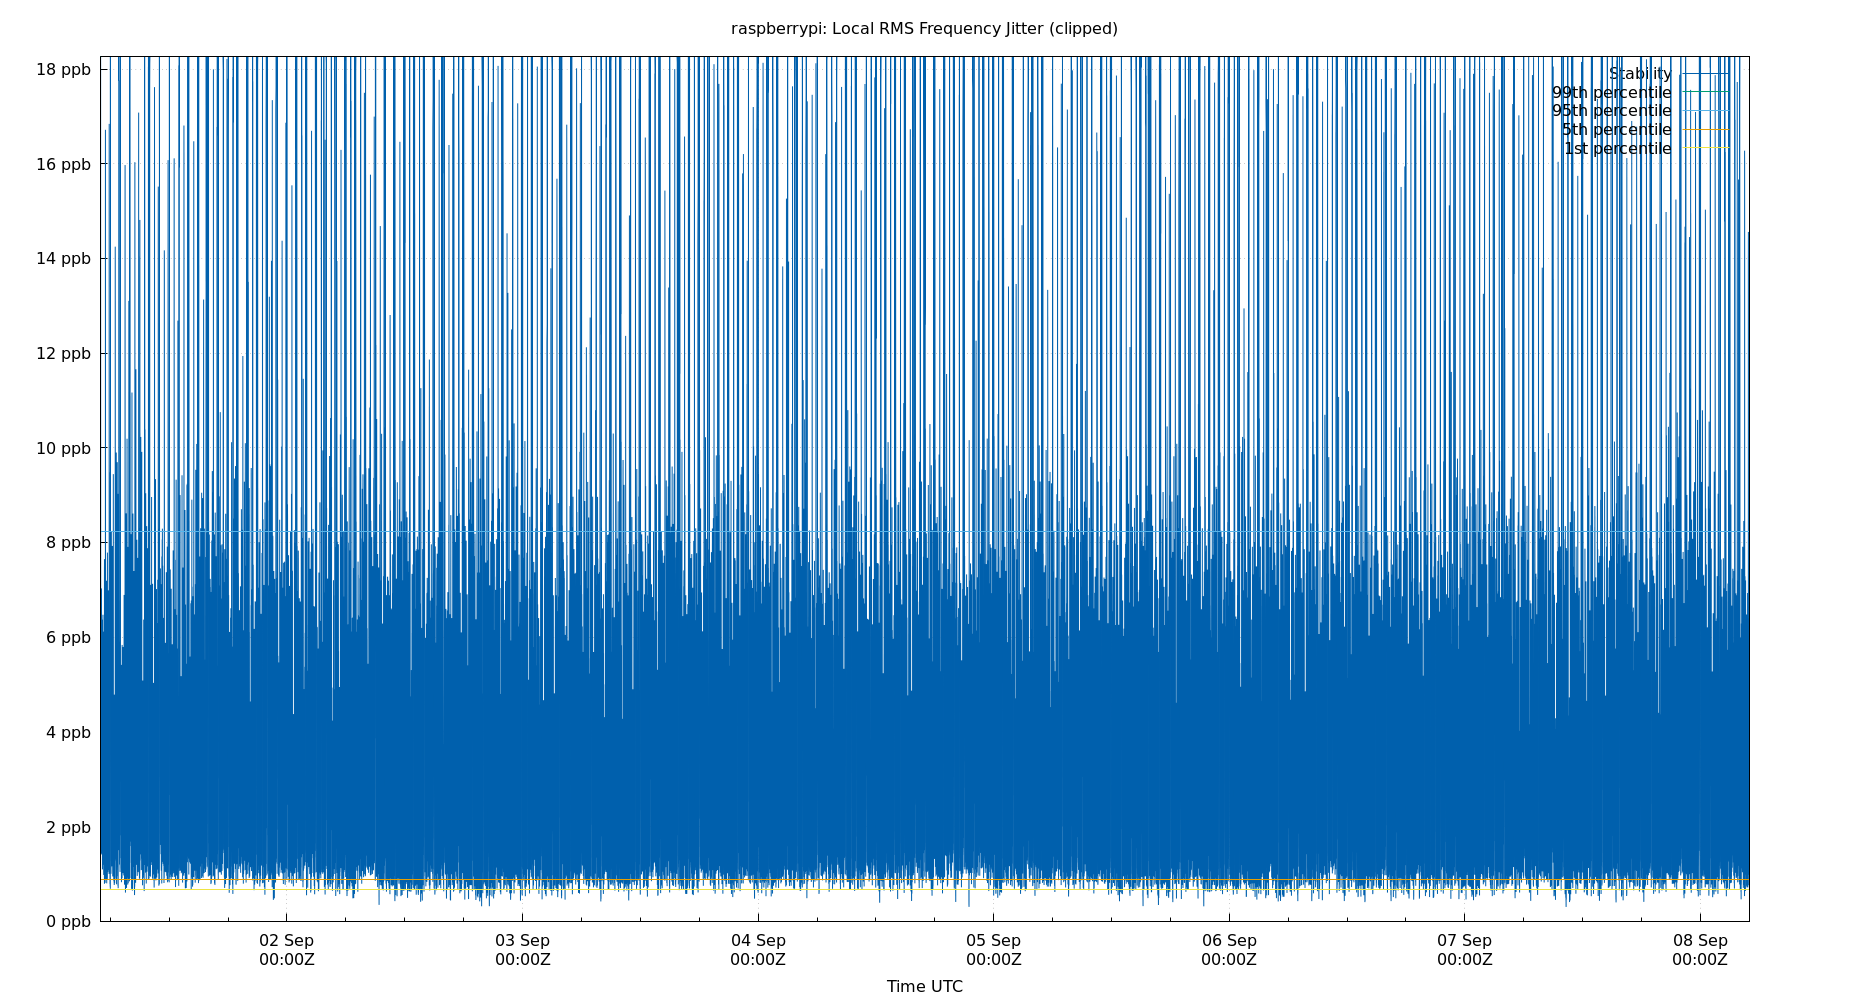 raspberrypi: Local RMS Frequency Jitter (clipped)
18 ppb
16 ppb
14 ppb
12 ppb
10 ppb
8 ppb
6 ppb
4 ppb
2 ppb
0 ppb
Stability
99th percentile
95th percentile
5th percentile
1st percentile
02 Sep 03 Sep 04 Sep 05 Sep 06 Sep 07 Sep 08 Sep
00:00Z 00:00Z 00:00Z 00:00Z 00:00Z 00:00Z 00:00Z
Time UTC